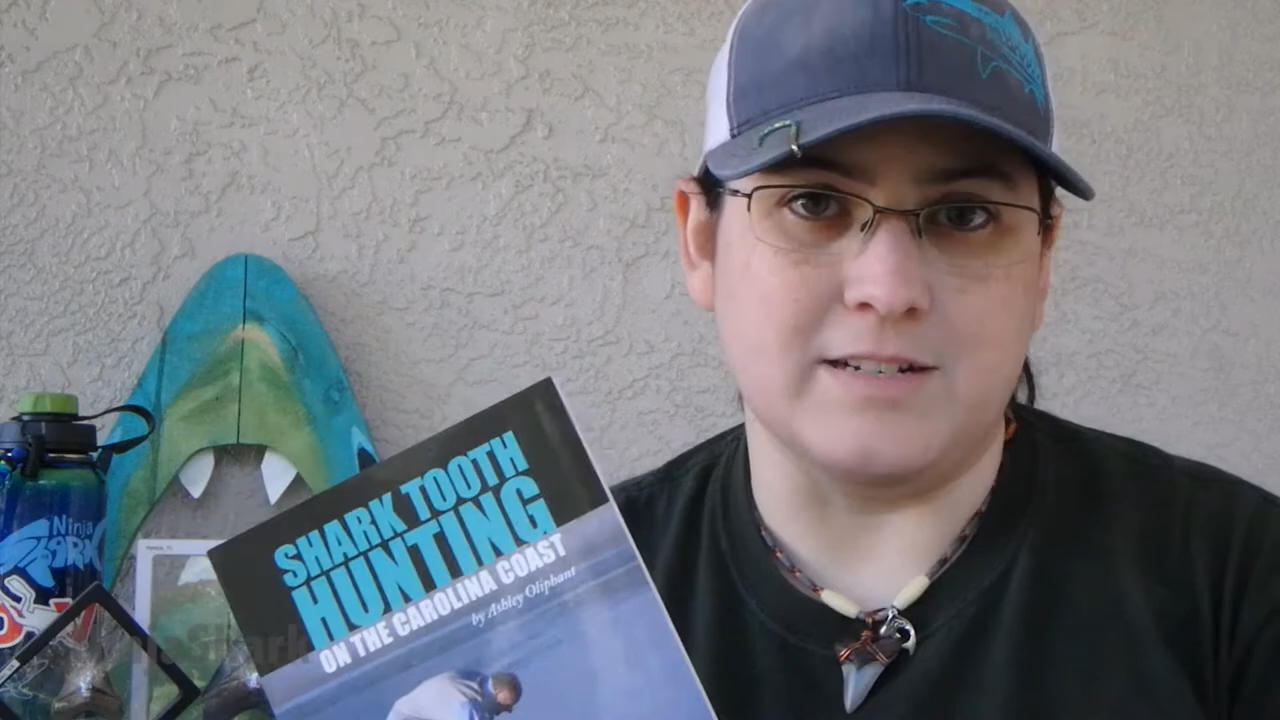 SHARK TOOTH
HUNTING
ON THE CAROLINA COAST
by Ashley Oliphant
Ninja
SHARK